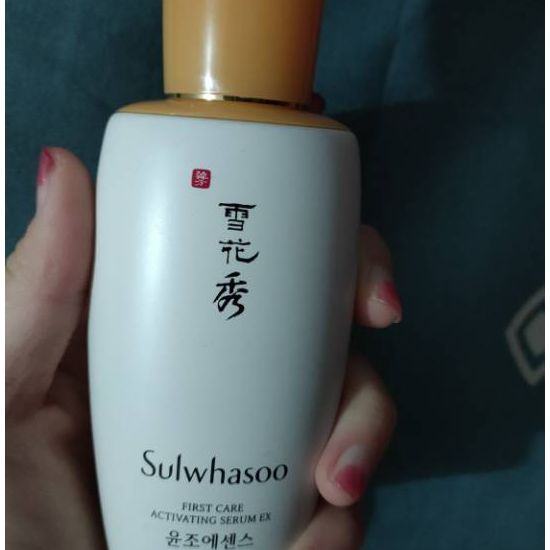 雪
花
秀
Sulwhasoo
FIRST CARE
ACTIVATING SERUM EX
윤조에센스